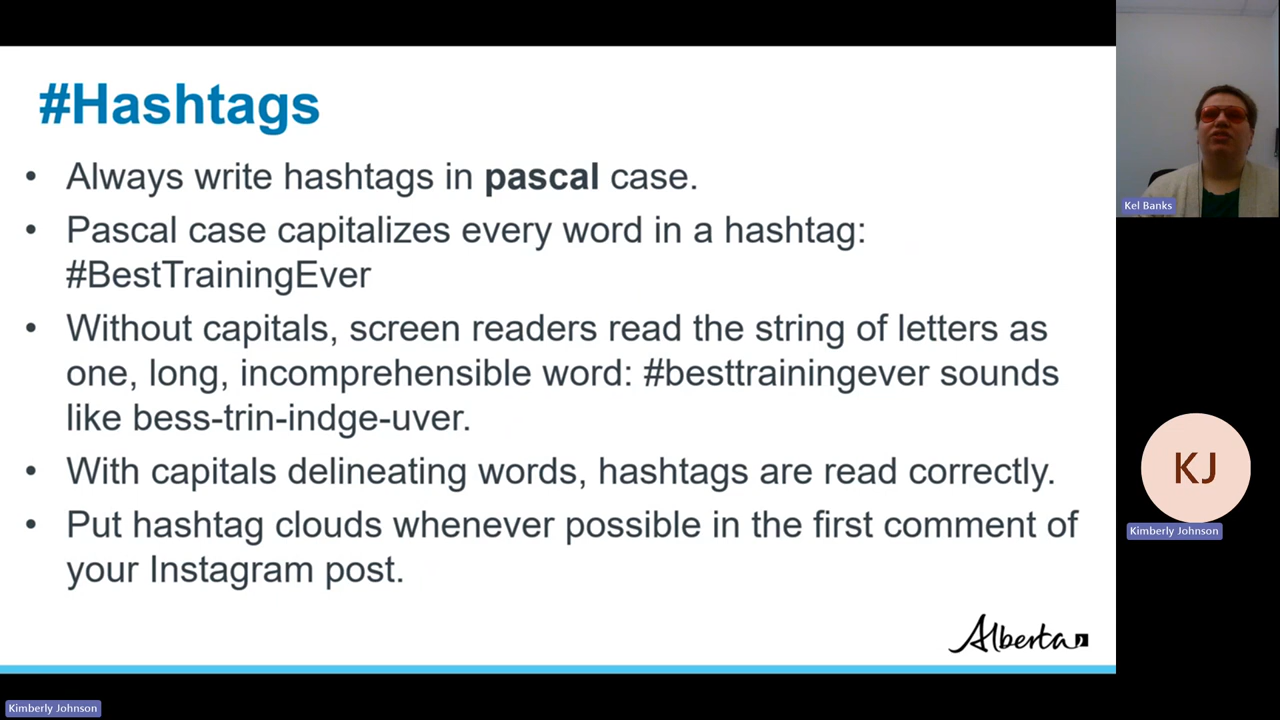 #Hashtags
• Always write hashtags in pascal case.
• Pascal case capitalizes every word in a hashtag:
#BestTrainingEver
• Without capitals, screen readers read the string of letters as
one, long, incomprehensible word: #besttrainingever sounds
like bess-trin-indge-uver.
• With capitals delineating words, hashtags are read correctly.
• Put hashtag clouds whenever possible in the first comment of
your Instagram post.
Alberta
Kel Banks
KJ
Kimberly Johnson
Kimberly Johnson